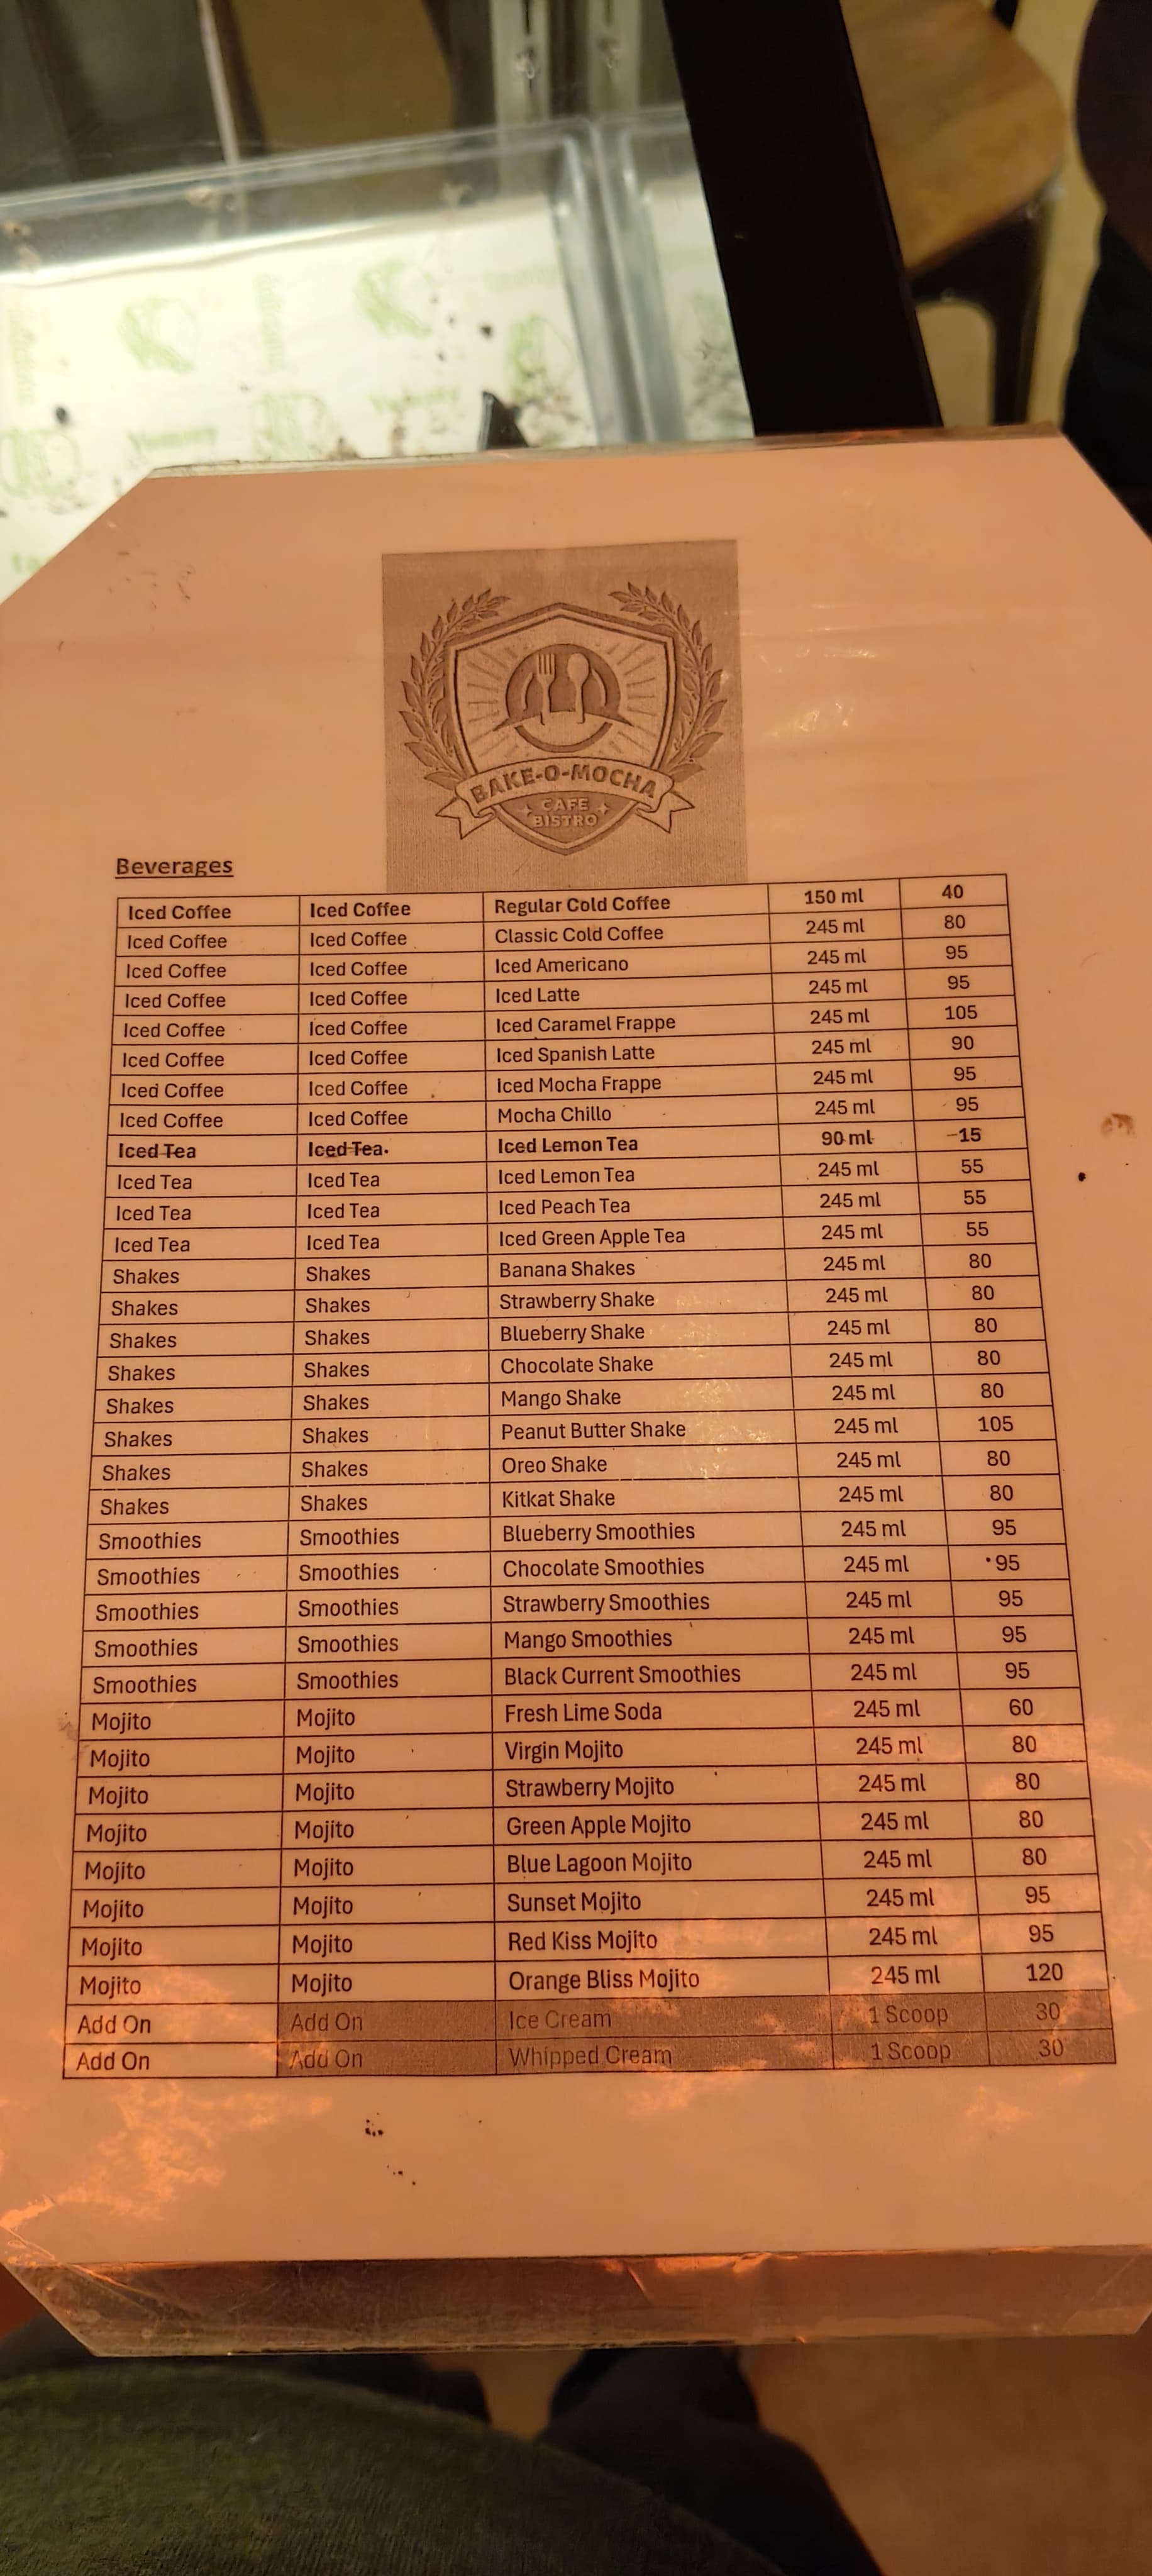 BAKE-O-MOCHA
CAFE
BISTRO
Beverages
Iced Coffee Iced Coffee Regular Cold Coffee 150 ml 40
Iced Coffee Iced Coffee Classic Cold Coffee 245 ml 80
Iced Coffee Iced Coffee Iced Americano 245 ml 95
Iced Coffee Iced Coffee Iced Latte 245 ml 95
Iced Coffee Iced Coffee Iced Caramel Frappe 245 ml 105
Iced Coffee Iced Coffee Iced Spanish Latte 245 ml 90
Iced Coffee Iced Coffee Iced Mocha Frappe 245 ml 95
Iced Coffee Iced Coffee Mocha Chillo 245 ml 95
Iced Tea Iced Tea Iced Lemon Tea 90 ml 15
Iced Tea Iced Tea Iced Lemon Tea 245 ml 55
Iced Tea Iced Tea Iced Peach Tea 245 ml 55
Iced Tea Iced Tea Iced Green Apple Tea 245 ml 55
Shakes Shakes Banana Shakes 245 ml 80
Shakes Shakes Strawberry Shake 245 ml 80
Shakes Shakes Blueberry Shake 245 ml 80
Shakes Shakes Chocolate Shake 245 ml 80
Shakes Shakes Mango Shake 245 ml 80
Shakes Shakes Peanut Butter Shake 245 ml 105
Shakes Shakes Oreo Shake 245 ml 80
Shakes Shakes Kitkat Shake 245 ml 80
Smoothies Smoothies Blueberry Smoothies 245 ml 95
Smoothies Smoothies Chocolate Smoothies 245 ml 95
Smoothies Smoothies Strawberry Smoothies 245 ml 95
Smoothies Smoothies Mango Smoothies 245 ml 95
Smoothies Smoothies Black Current Smoothies 245 ml 95
Mojito Mojito Fresh Lime Soda 245 ml 60
Mojito Mojito Virgin Mojito 245 ml 80
Mojito Mojito Strawberry Mojito 245 ml 80
Mojito Mojito Green Apple Mojito 245 ml 80
Mojito Mojito Blue Lagoon Mojito 245 ml 80
Mojito Mojito Sunset Mojito 245 ml 95
Mojito Mojito Red Kiss Mojito 245 ml 95
Mojito Mojito Orange Bliss Mojito 245 ml 120
Add On Add On Ice Cream 1 Scoop 30
Add On Add On Whipped Cream 1 Scoop 30